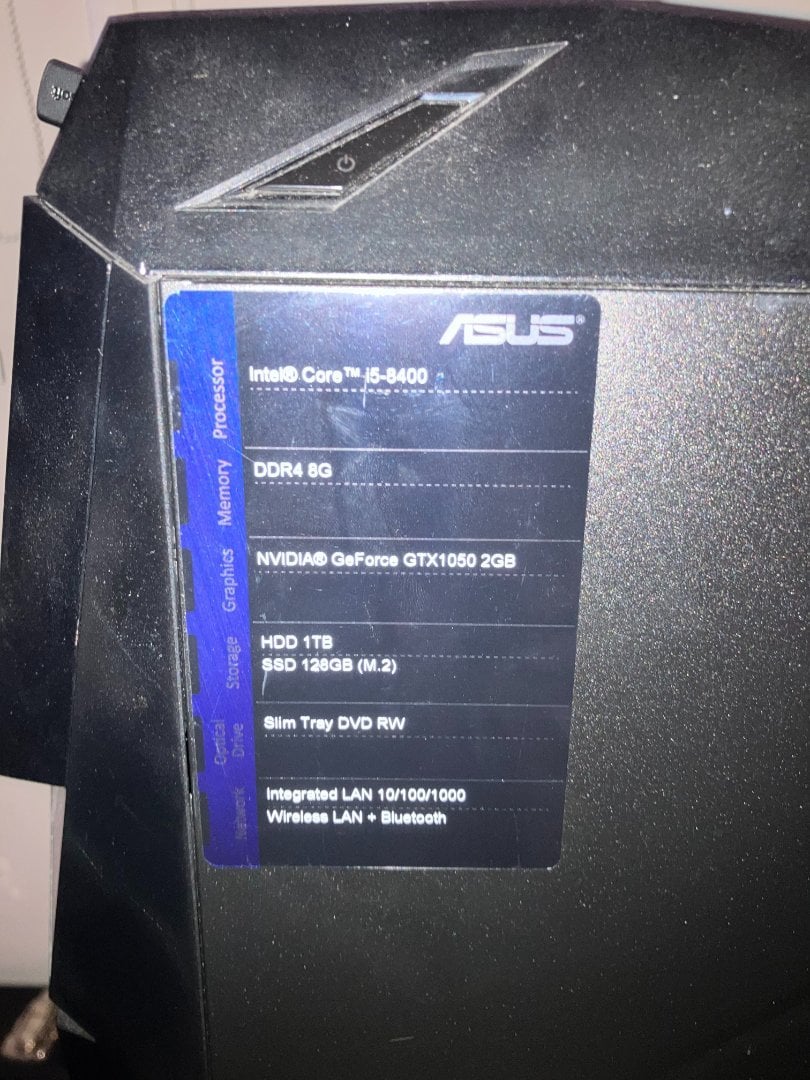 soft
ASUS®
Processor
Intel® Core™ i5-8400
Memory
DDR4 8G
Graphics
NVIDIA® GeForce GTX1050 2GB
Storage
HDD 1TB
SSD 128GB (M.2)
Optical
Drive
Slim Tray DVD RW
Network
Integrated LAN 10/100/1000
Wireless LAN + Bluetooth